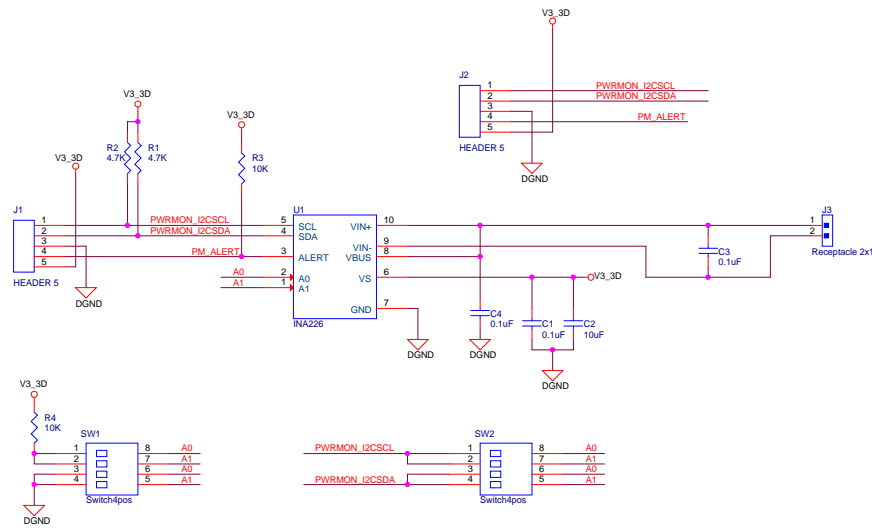 V3_3D
J2
1 PWRMON_I2CSCL
2 PWRMON_I2CSDA
3
4 PM_ALERT
5
HEADER 5
DGND
V3_3D
V3_3D
R2
4.7K
R1
4.7K
R3
10K
V3_3D
J1
1 PWRMON_I2CSCL
2 PWRMON_I2CSDA
3
4 PM_ALERT
5
HEADER 5
DGND
U1
5 SCL
4 SDA
3 ALERT
A0 2 A0
A1 1 A1
VIN+ 10
VIN- 9
VBUS 8
VS 6
GND 7
INA226
DGND
V3_3D
C4
0.1uF
DGND
C1
0.1uF
C2
10uF
DGND
C3
0.1uF
J3
1
2
Receptacle 2x1
V3_3D
R4
10K
SW1
1 8 A0
2 7 A1
3 6 A0
4 5 A1
Switch4pos
DGND
SW2
PWRMON_I2CSCL 1 8 A0
2 7 A1
3 6 A0
PWRMON_I2CSDA 4 5 A1
Switch4pos